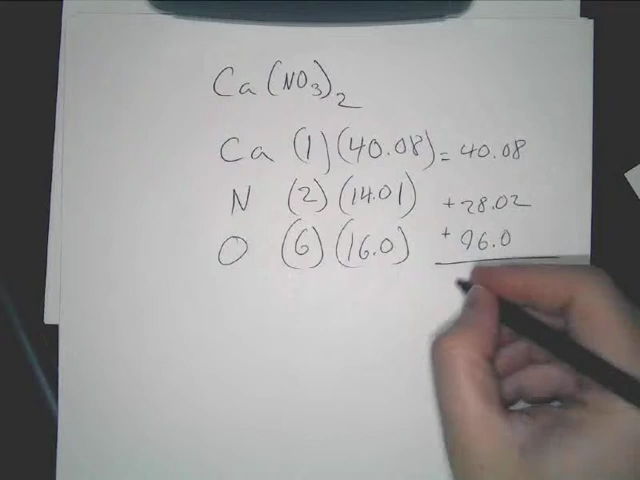 Ca(NO3)2
Ca (1)(40.08) = 40.08
N (2)(14.01) +28.02
O (6)(16.0) +96.0